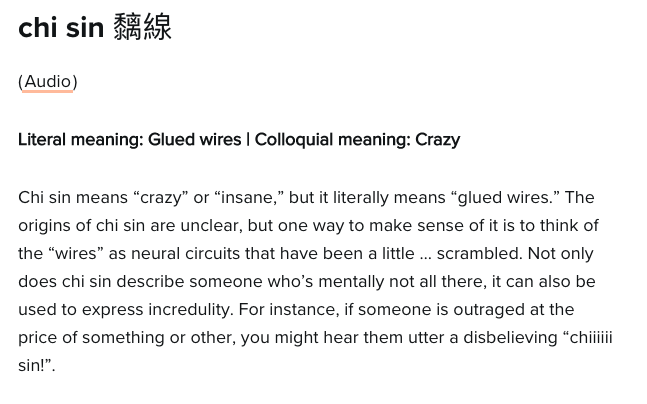 chi sin 黐線
(Audio)
Literal meaning: Glued wires | Colloquial meaning: Crazy
Chi sin means “crazy” or “insane,” but it literally means “glued wires.” The
origins of chi sin are unclear, but one way to make sense of it is to think of
the “wires” as neural circuits that have been a little ... scrambled. Not only
does chi sin describe someone who’s mentally not all there, it can also be
used to express incredulity. For instance, if someone is outraged at the
price of something or other, you might hear them utter a disbelieving “chiiiiii
sin!”.